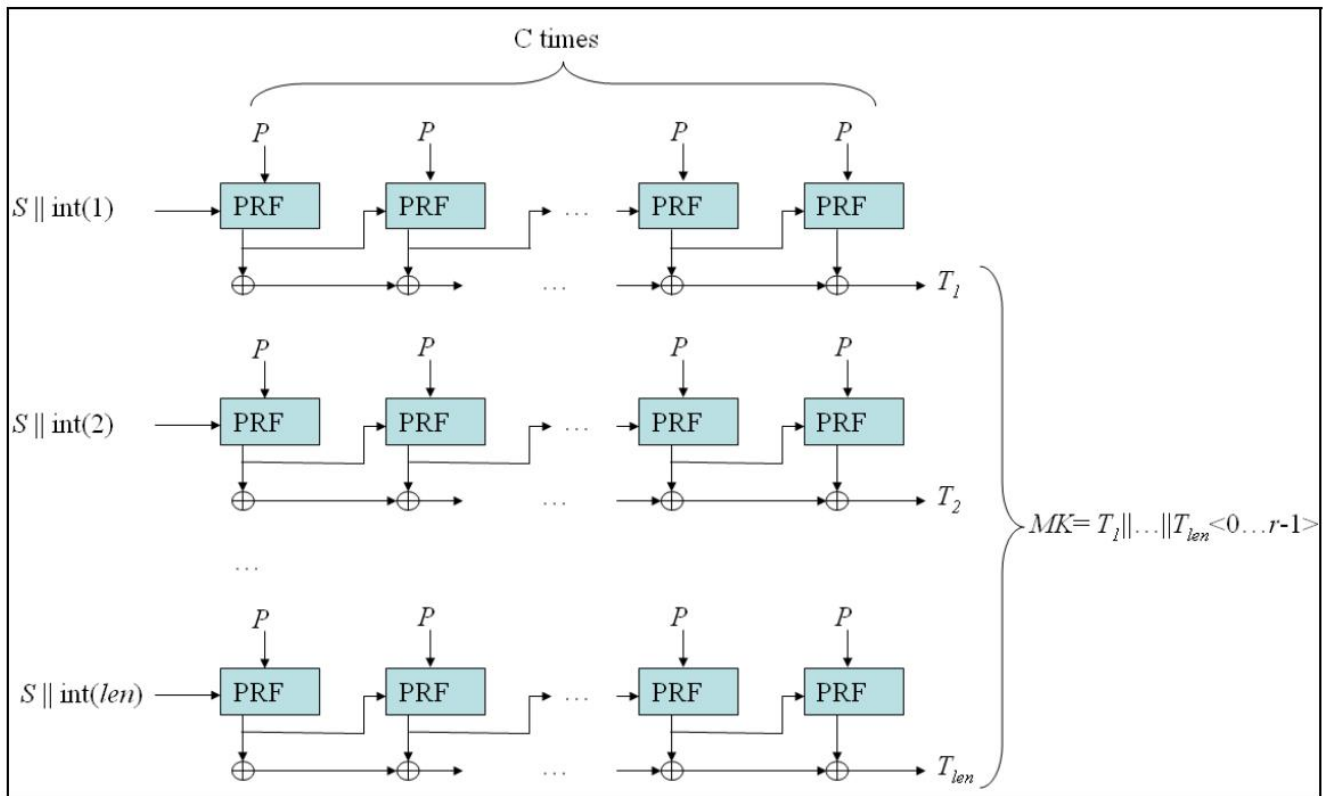 C times
P P P P
S || int(1) PRF PRF … PRF PRF
⊕ ⊕ … ⊕ ⊕ T1
P P P P
S || int(2) PRF PRF … PRF PRF
⊕ ⊕ … ⊕ ⊕ T2
MK= T1||…||Tlen<0…r-1>
…
P P P P
S || int(len) PRF PRF … PRF PRF
⊕ ⊕ … ⊕ ⊕ Tlen